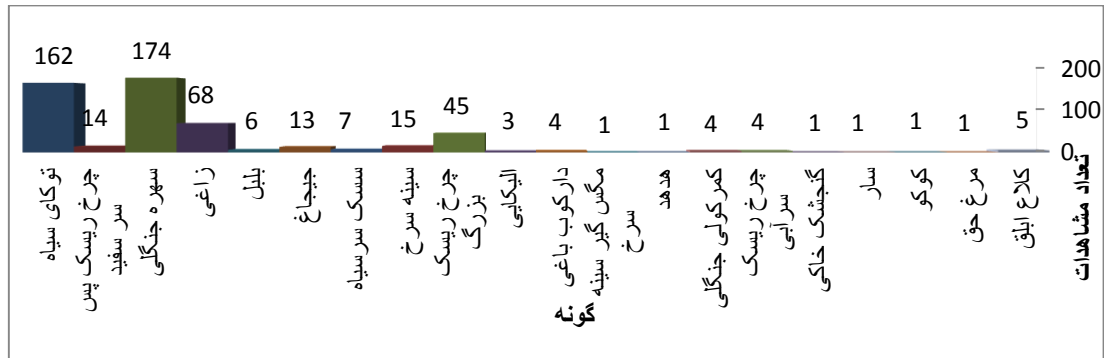 162
14
174
68
6
13
7
15
45
3
4
1
1
4
4
1
1
1
1
5
200
100
0
تعداد مشاهدات
توکای سیاه
چرخ ریسک پس
سر سفید
سهره جنگلی
زاغی
بلبل
جیجاغ
سسک سرسیاه
سینه سرخ
چرخ ریسک
بزرگ
الیکایی
دارکوب باغی
مگس گیر سینه
سرخ
هدهد
کمرکولی جنگلی
چرخ ریسک
سرآبی
گنجشک خاکی
سار
کوکو
مرغ حق
کلاغ ابلق
گونه